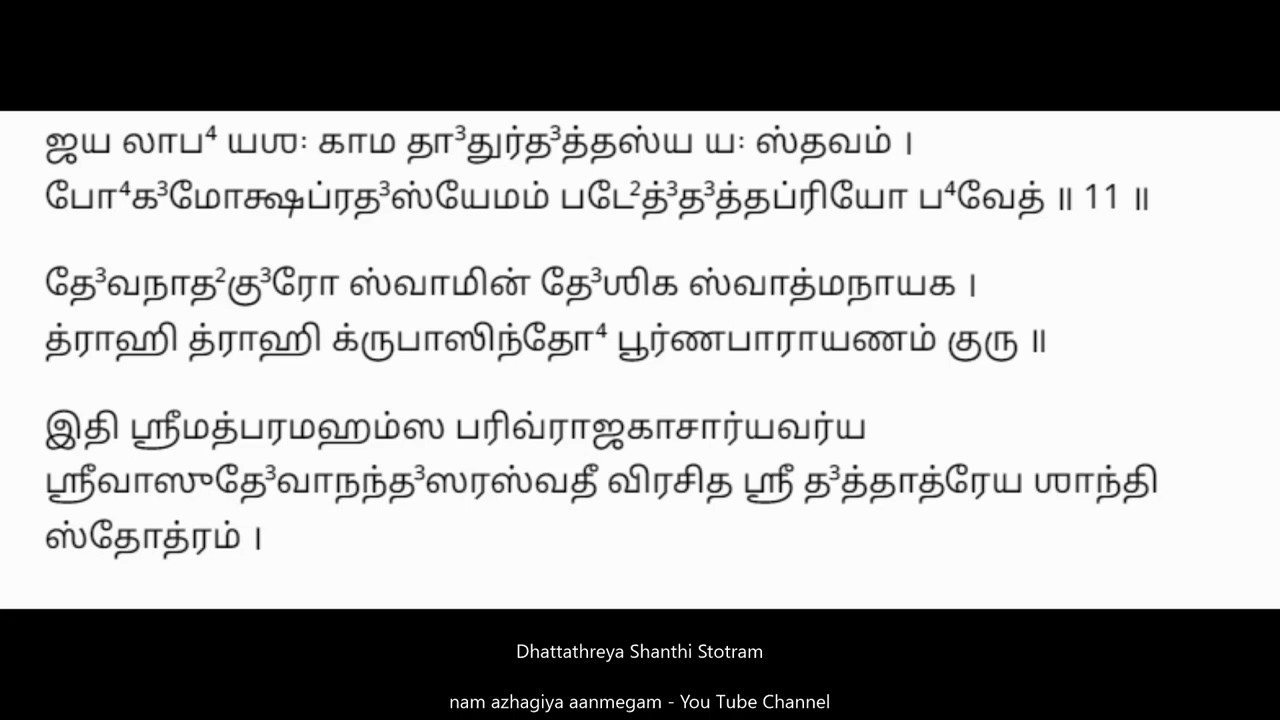 ஜய லாப⁴ யஶ꞉ காம தா³துர்த³த்தஸ்ய ய꞉ ஸ்தவம் ।
போ⁴க³மோக்ஷப்ரத³ஸ்யேமம் படே²த்³த³த்தப்ரியோ ப⁴வேத் ॥ 11 ॥
தே³வநாத²கு³ரோ ஸ்வாமின் தே³ஶிக ஸ்வாத்மநாயக ।
த்ராஹி த்ராஹி க்ருபாஸிந்தோ⁴ பூர்ணபாராயணம் குரு ॥
இதி ஶ்ரீமத்பரமஹம்ஸ பரிவ்ராஜகாசார்யவர்ய
ஶ்ரீவாஸுதே³வாநந்த³ஸரஸ்வதீ விரசித ஶ்ரீ த³த்தாத்ரேய ஶாந்தி
ஸ்தோத்ரம் ।
Dhattathreya Shanthi Stotram
nam azhagiya aanmegam - You Tube Channel